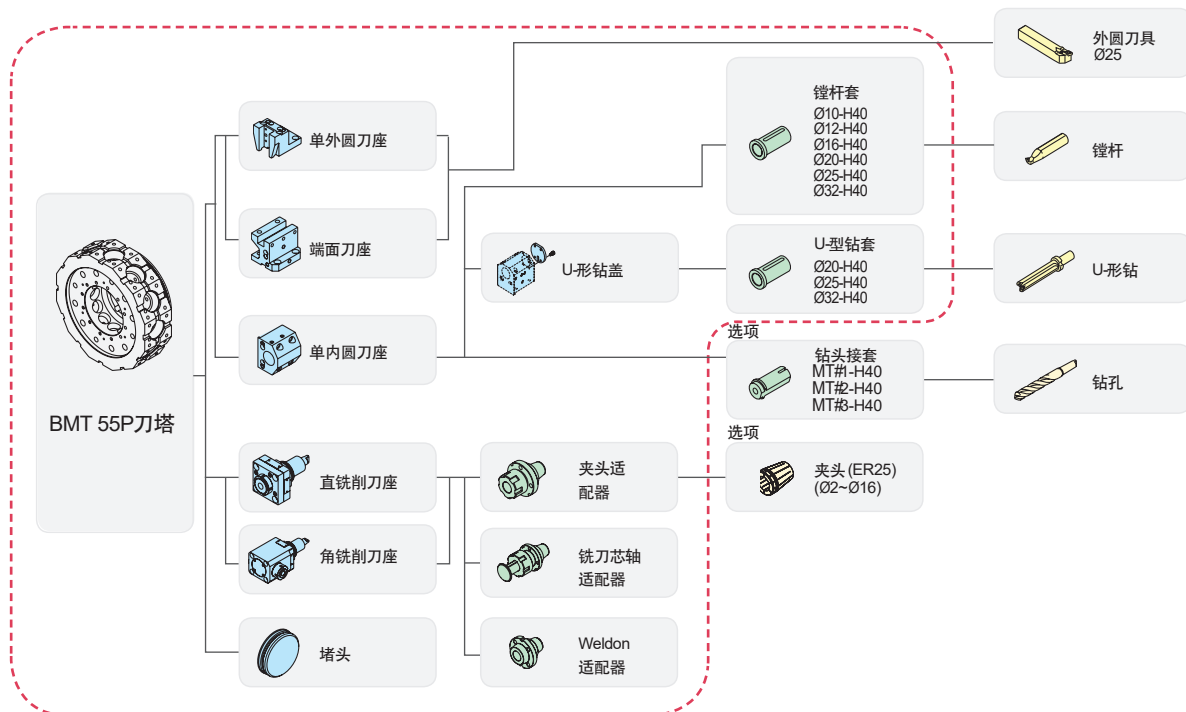 BMT 55P刀塔
单外圆刀座
端面刀座
单内圆刀座
直铣削刀座
角铣削刀座
堵头
U-形钻盖
夹头适
配器
铣刀芯轴
适配器
Weldon
适配器
镗杆套
Ø10-H40
Ø12-H40
Ø16-H40
Ø20-H40
Ø25-H40
Ø32-H40
U-型钻套
Ø20-H40
Ø25-H40
Ø32-H40
选项
钻头接套
MT#1-H40
MT#2-H40
MT#3-H40
选项
夹头(ER25)
(Ø2~Ø16)
外圆刀具
Ø25
镗杆
U-形钻
钻孔